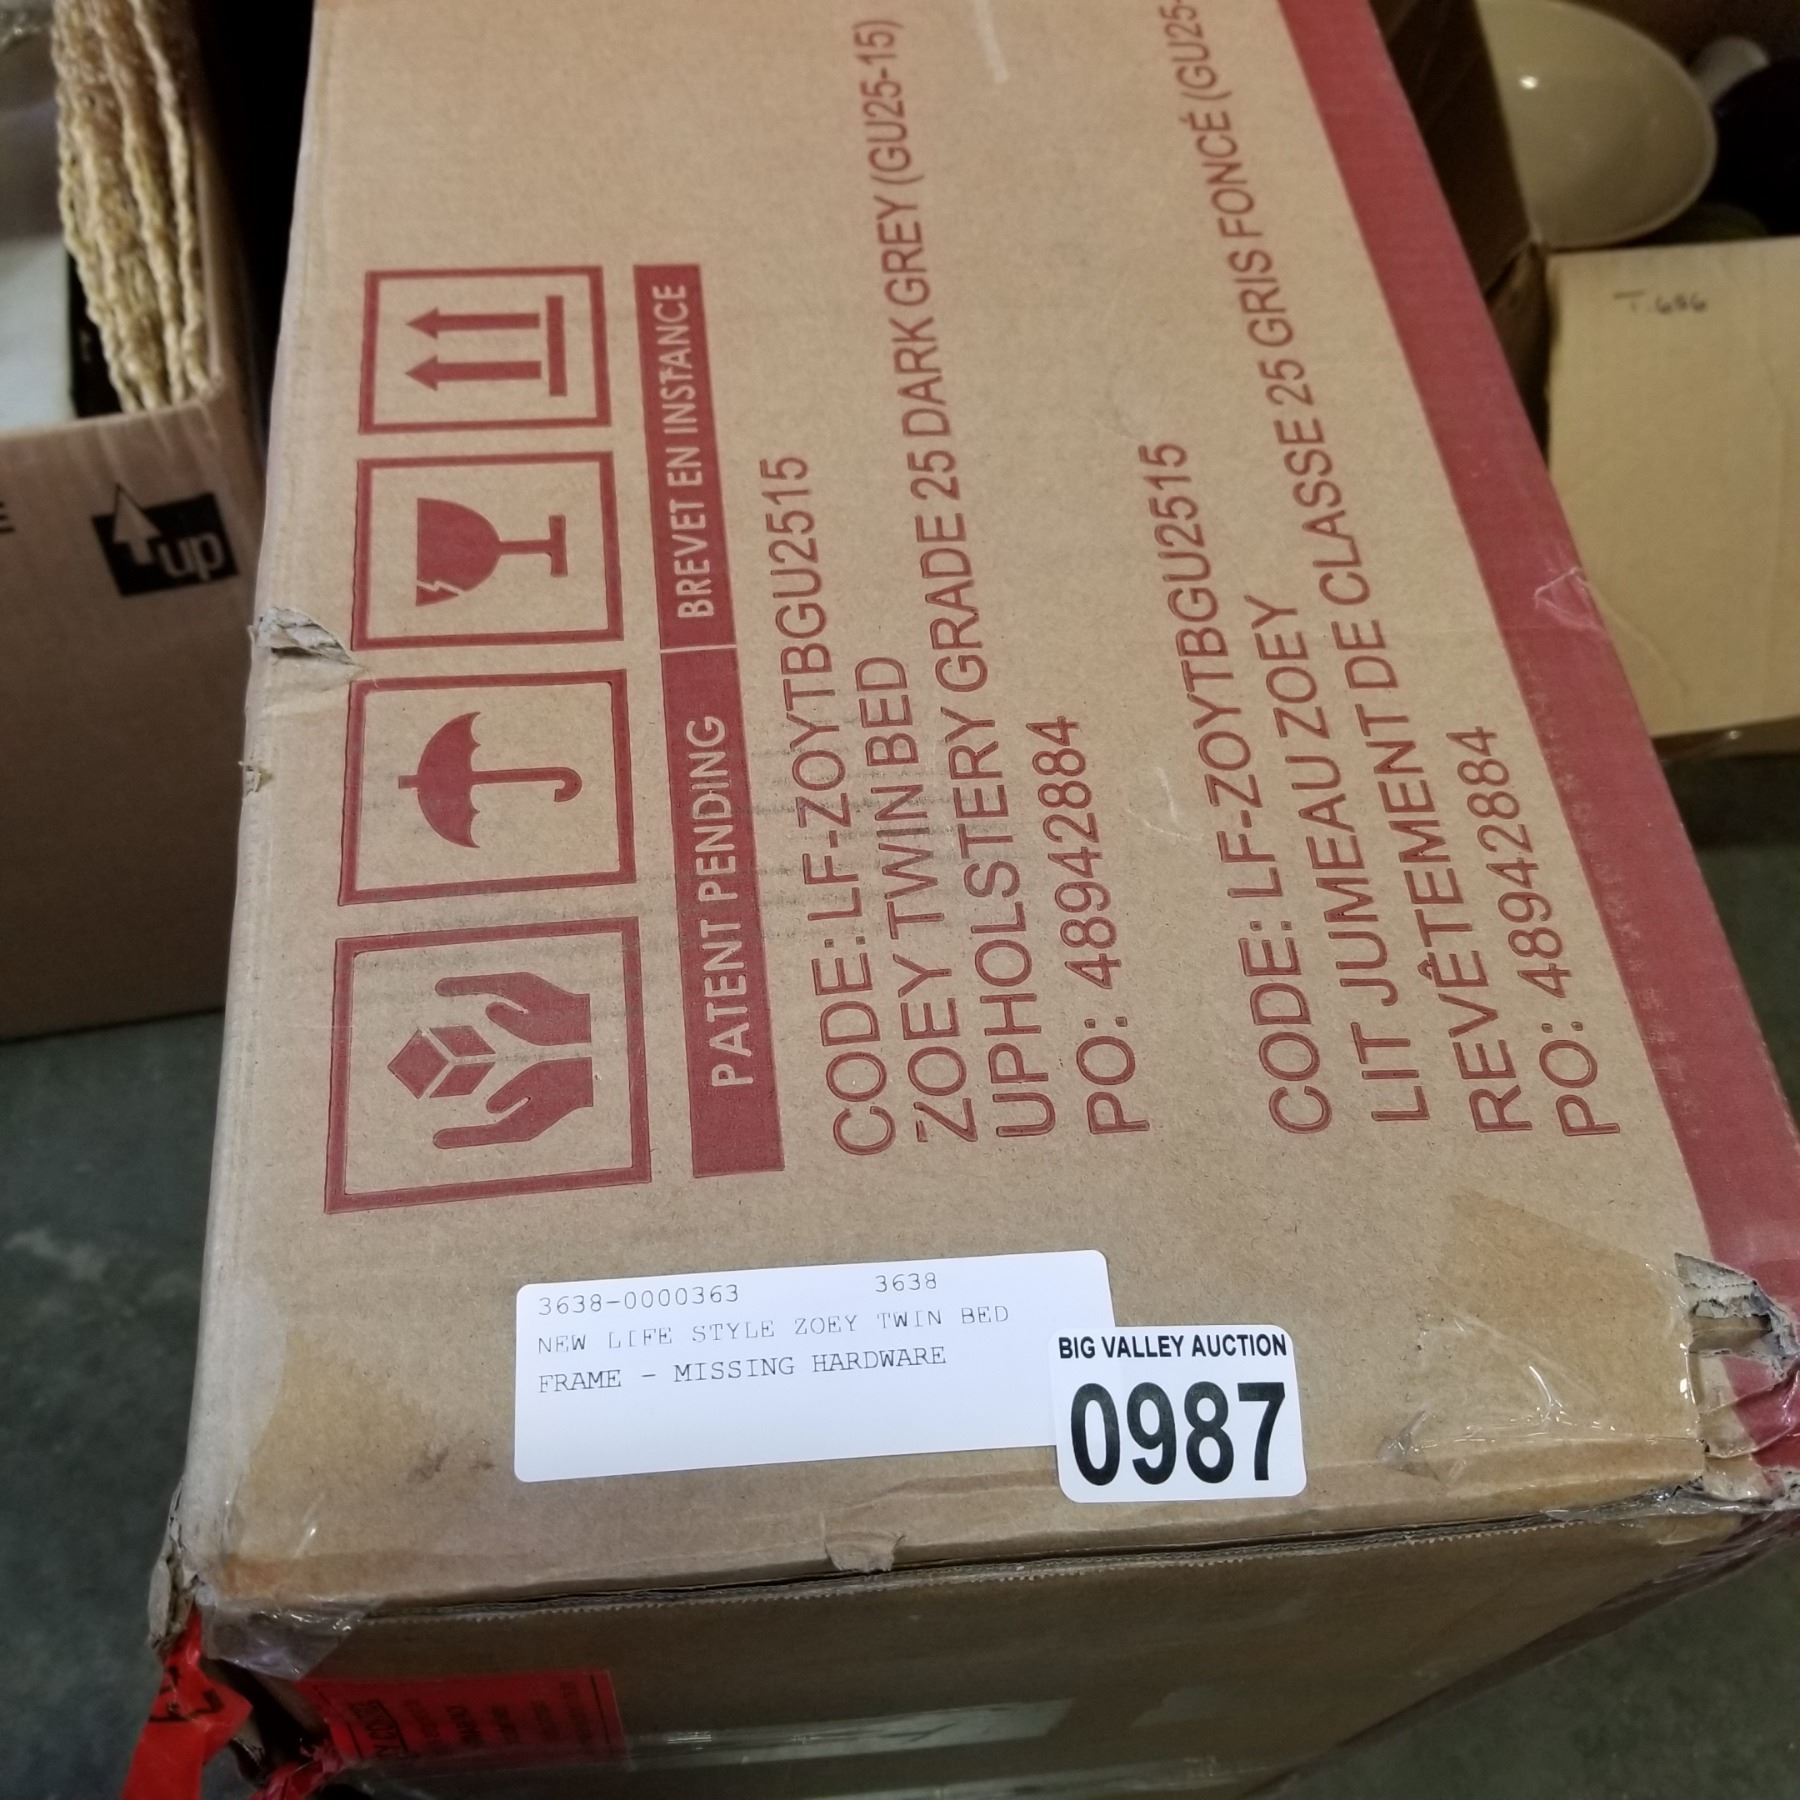 PATENT PENDING | BREVET EN INSTANCE
CODE: LF-ZOYTBGU2515
ZOEY TWIN BED
UPHOLSTERY GRADE 25 DARK GREY (GU25-15)
PO: 48942884
CODE: LF-ZOYTBGU2515
LIT JUMEAU ZOEY
REVÊTEMENT DE CLASSE 25 GRIS FONCÉ (GU25-
PO: 48942884
3638-0000363 3638
NEW LIFE STYLE ZOEY TWIN BED
FRAME - MISSING HARDWARE
BIG VALLEY AUCTION
0987
up